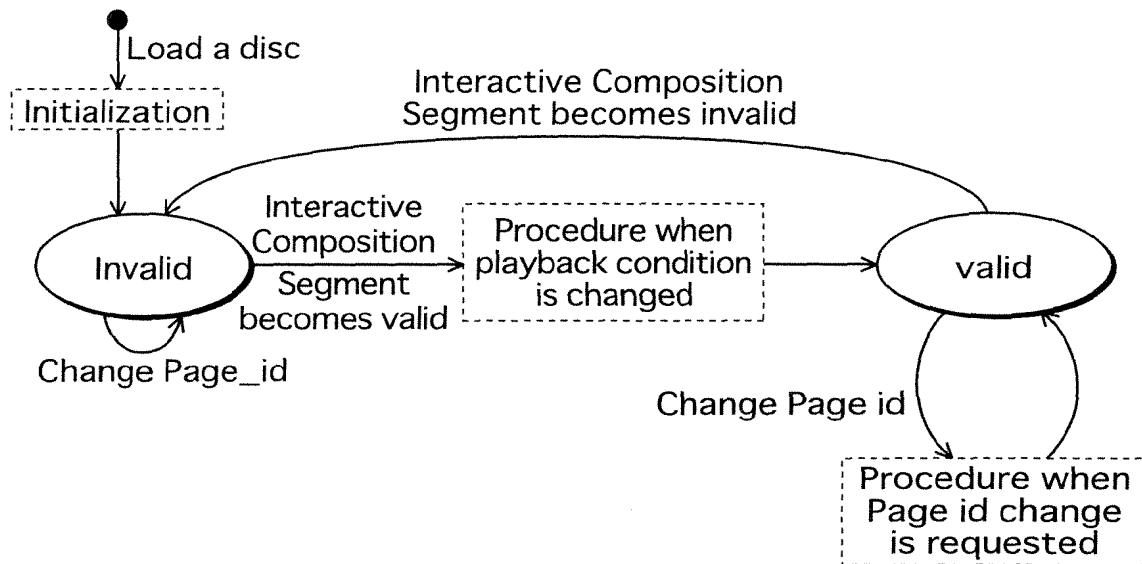 Load a disc
Initialization
Interactive Composition
Segment becomes invalid
Invalid
Interactive
Composition
Segment
becomes valid
Procedure when
playback condition
is changed
valid
Change Page_id
Change Page id
Procedure when
Page id change
is requested